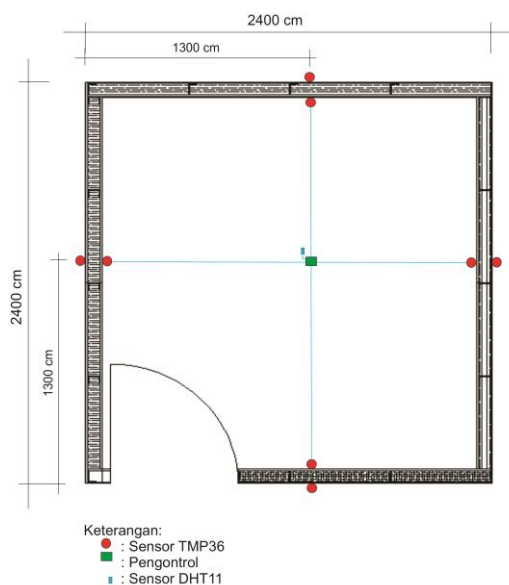 2400 cm
1300 cm
2400 cm
1300 cm
Keterangan:
: Sensor TMP36
: Pengontrol
: Sensor DHT11